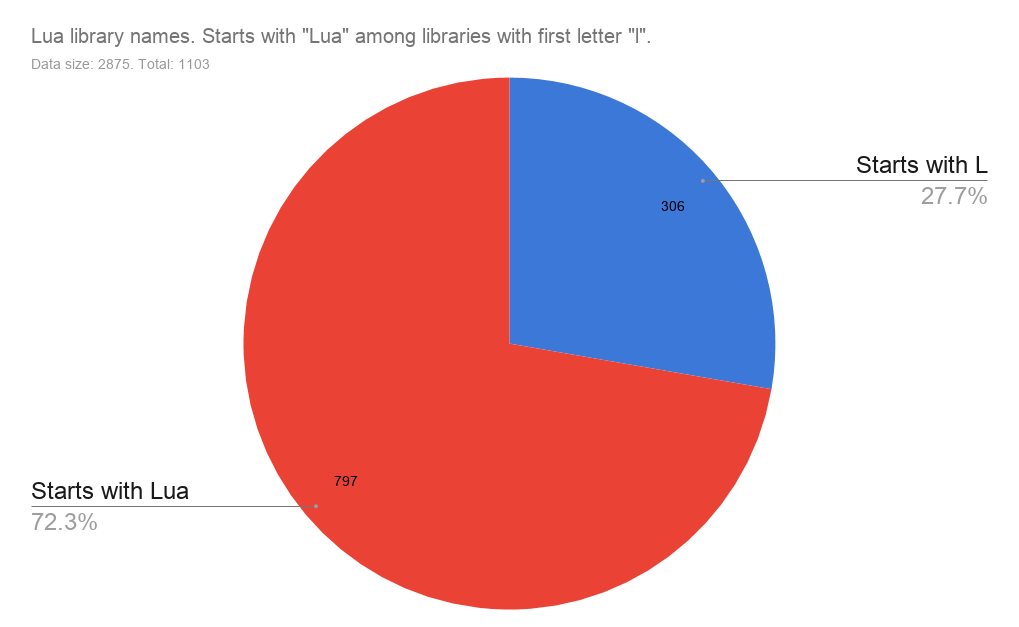 Lua library names. Starts with "Lua" among libraries with first letter "l".
Data size: 2875. Total: 1103
Starts with L
27.7%
306
797
Starts with Lua
72.3%